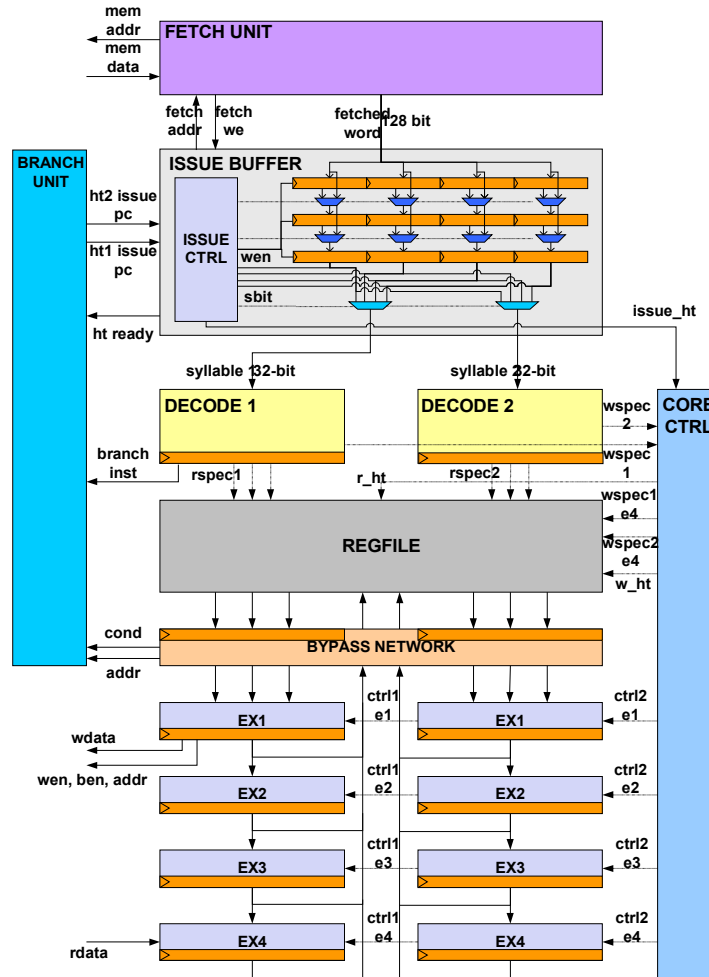 mem
addr
mem
data
FETCH UNIT
fetch
addr
fetch
we
fetched
word
128 bit
BRANCH
UNIT
ISSUE BUFFER
ht2 issue
pc
ht1 issue
pc
ISSUE
CTRL
wen
sbit
ht ready
issue_ht
syllable 1
32-bit
syllable 2
32-bit
DECODE 1
DECODE 2
wspec
2
CORE
CTRL
branch
inst
rspec1
r_ht
rspec2
wspec
1
wspec1
e4
REGFILE
wspec2
e4
w_ht
cond
addr
BYPASS NETWORK
EX1
ctrl1
e1
EX1
ctrl2
e1
wdata
wen, ben, addr
EX2
ctrl1
e2
EX2
ctrl2
e2
EX3
ctrl1
e3
EX3
ctrl2
e3
rdata
EX4
ctrl1
e4
EX4
ctrl2
e4